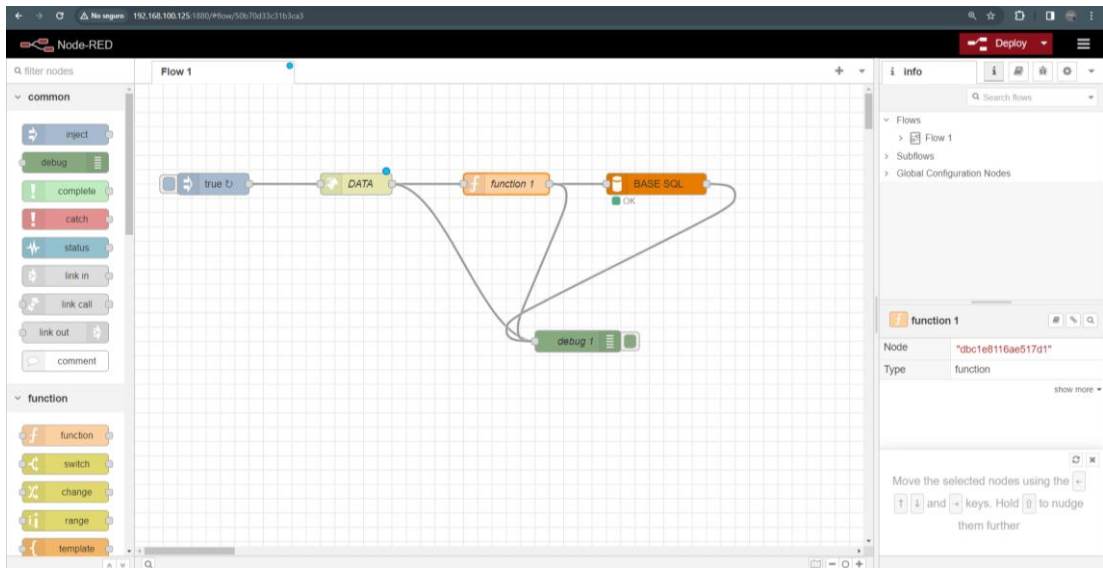 No seguro 192.168.100.125:1880/#flow/50b70d33c31b3ca3
Node-RED
Deploy
filter nodes
common
inject
debug
complete
catch
status
link in
link call
link out
comment
function
function
switch
change
range
template
Flow 1
true ↻
DATA
function 1
BASE SQL
OK
debug 1
i info
i
Search flows
Flows
Flow 1
Subflows
Global Configuration Nodes
function 1
Node "dbc1e8116ae517d1"
Type function
show more
Move the selected nodes using the ←
↑ ↓ and → keys. Hold ⇧ to nudge
them further